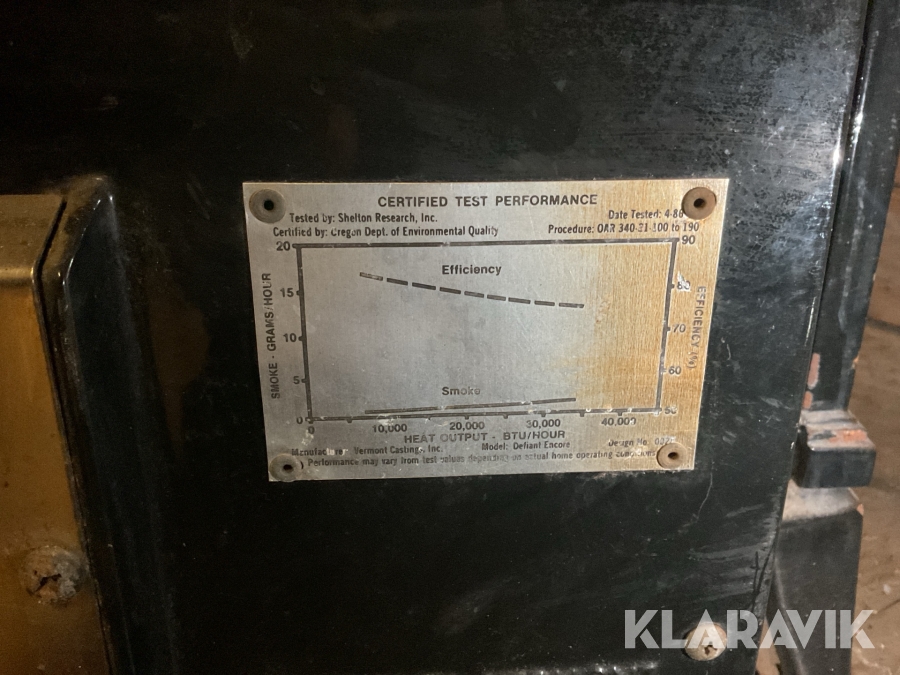 CERTIFIED TEST PERFORMANCE
Tested by: Shelton Research, Inc.
Date Tested: 4-86
Certified by: Oregon Dept. of Environmental Quality
Procedure: OAR 340-21-100 to 190
20
15
10
5
0
SMOKE - GRAMS/HOUR
Efficiency
Smoke
90
80
70
60
50
EFFICIENCY (%)
0
10,000
20,000
30,000
40,000
HEAT OUTPUT - BTU/HOUR
Manufacturer: Vermont Castings, Inc.
Model: Defiant Encore
Design No.
Performance may vary from test values depending on actual home operating conditions
KLARAVIK